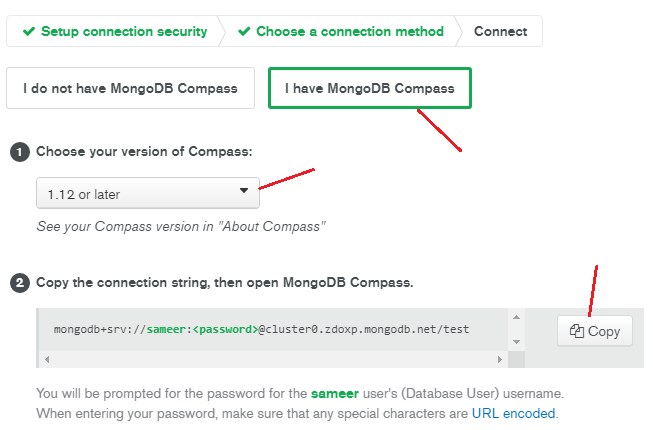 ✔ Setup connection security ✔ Choose a connection method Connect
I do not have MongoDB Compass I have MongoDB Compass
1 Choose your version of Compass:
1.12 or later
See your Compass version in "About Compass"
2 Copy the connection string, then open MongoDB Compass.
mongodb+srv://sameer:<password>@cluster0.zdoxp.mongodb.net/test Copy
You will be prompted for the password for the sameer user's (Database User) username.
When entering your password, make sure that any special characters are URL encoded.